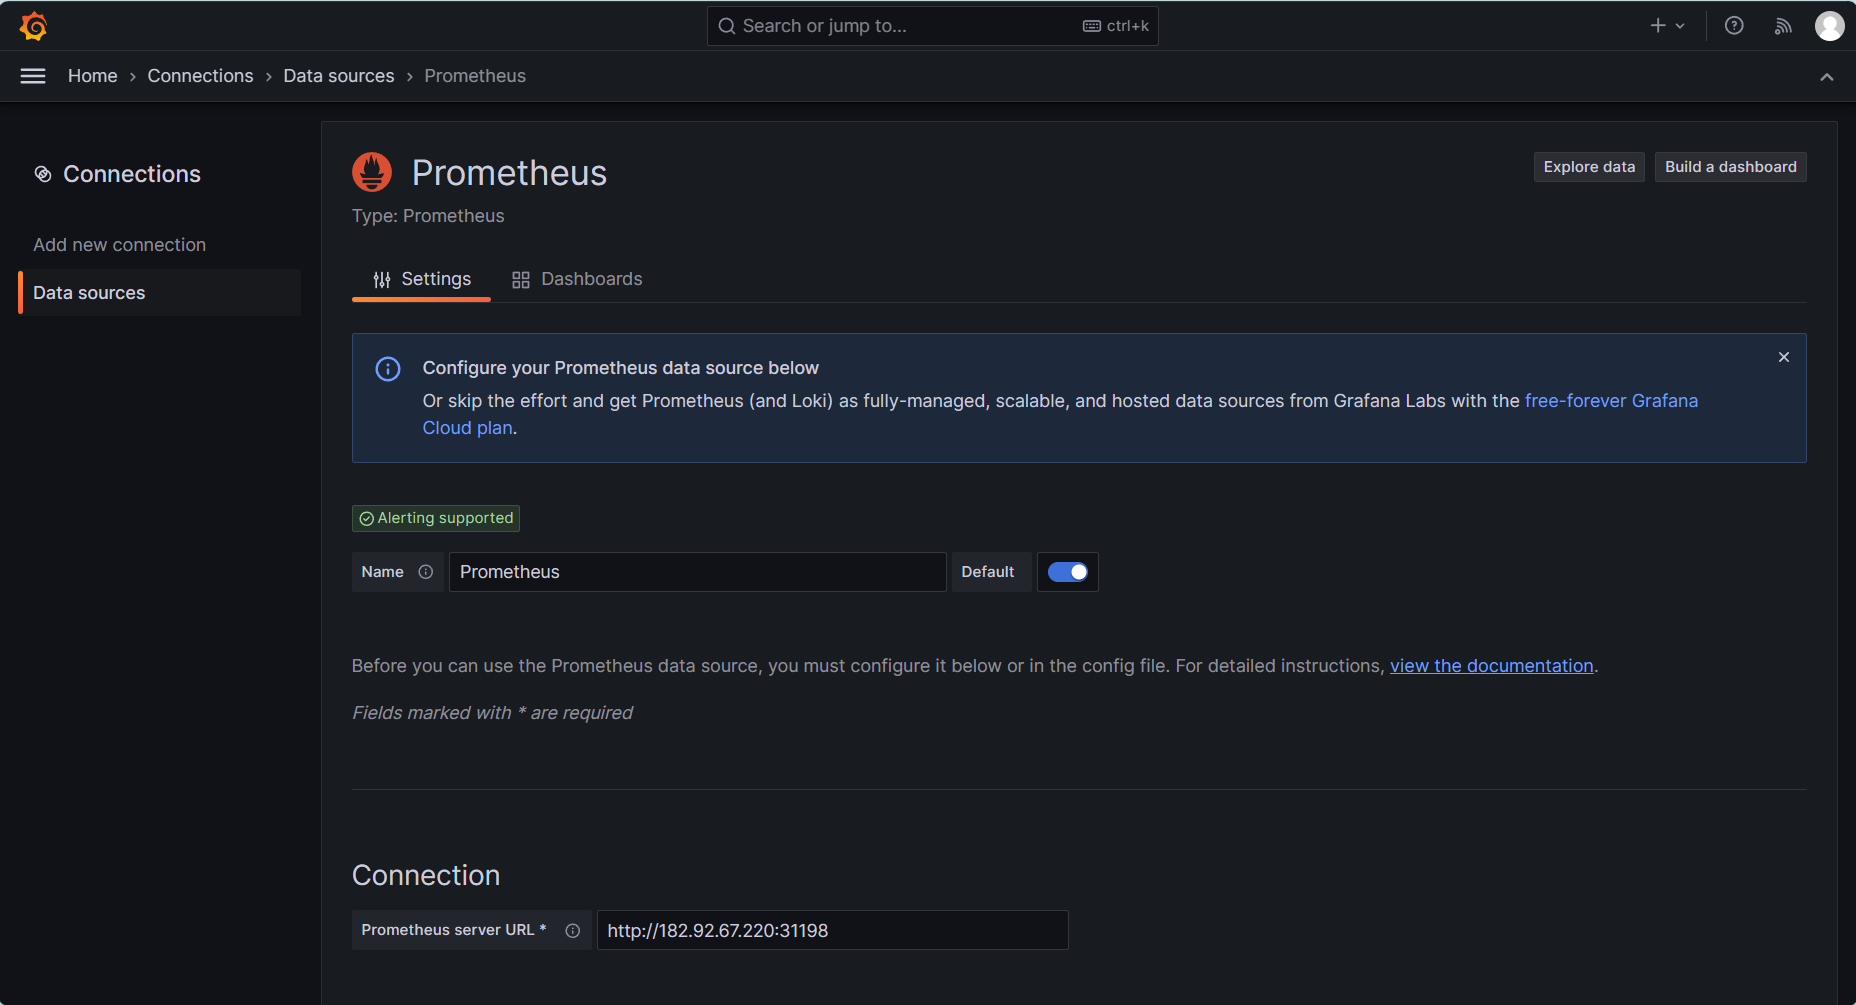 Search or jump to...
ctrl+k
Home › Connections › Data sources › Prometheus
Connections
Add new connection
Data sources
Prometheus
Type: Prometheus
Explore data
Build a dashboard
Settings
Dashboards
Configure your Prometheus data source below
Or skip the effort and get Prometheus (and Loki) as fully-managed, scalable, and hosted data sources from Grafana Labs with the free-forever Grafana
Cloud plan.
Alerting supported
Name
Prometheus
Default
Before you can use the Prometheus data source, you must configure it below or in the config file. For detailed instructions, view the documentation.
Fields marked with * are required
Connection
Prometheus server URL *
http://182.92.67.220:31198